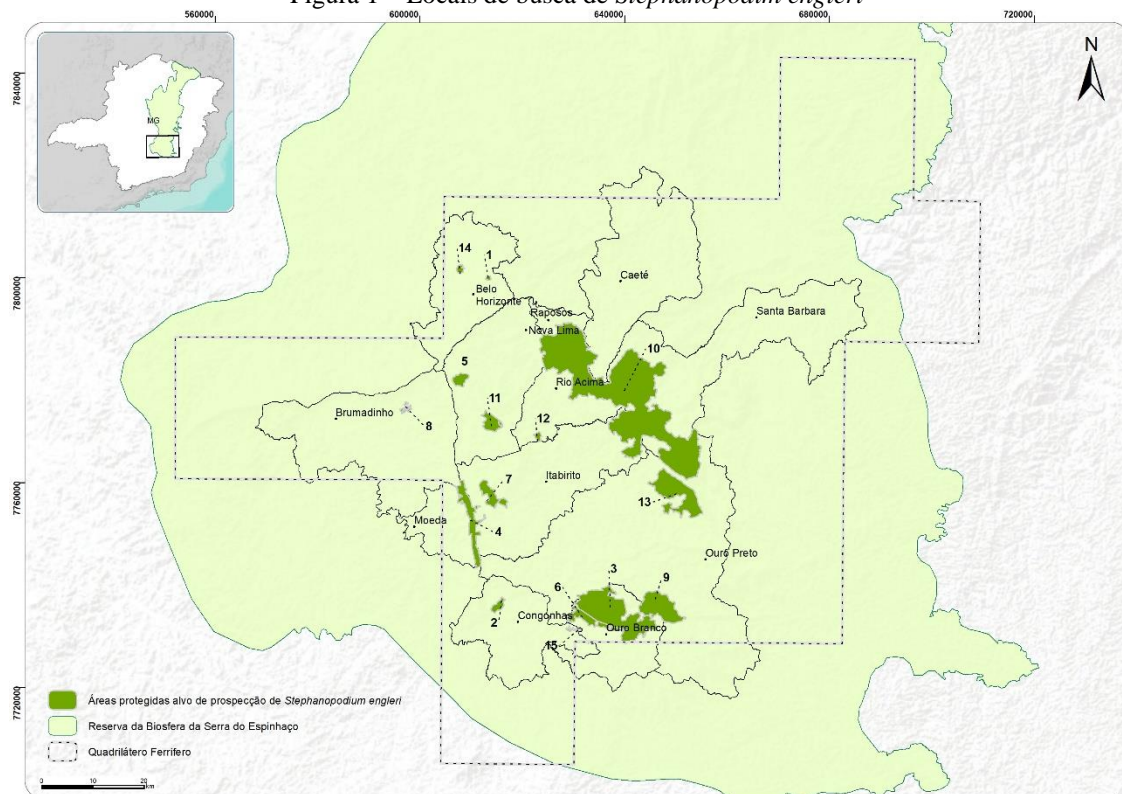 Figura 1 – Locais de busca de Stephanopodim engleri
560000
600000
640000
680000
720000
7840000
7800000
7760000
7720000
MG
N
14
1
Belo
Horizonte
Caeté
Raposos
Nova Lima
Santa Barbara
10
5
Rio Acima
11
12
Brumadinho
8
7
Itabirito
13
Moeda
4
Ouro Preto
3
6
9
2
Congonhas
Ouro Branco
15
Áreas protegidas alvo de prospecção de Stephanopodium engleri
Reserva da Biosfera da Serra do Espinhaço
Quadrilátero Ferrifero
0 10 20
km